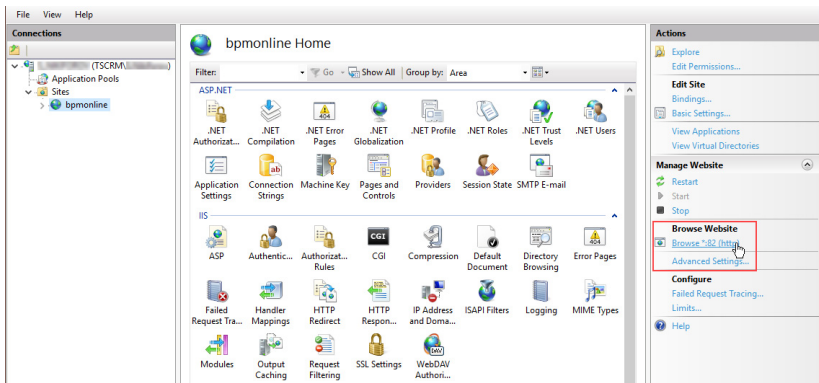 File View Help
Connections
(TSCRM\
Application Pools
Sites
bpmonline
bpmonline Home
Filter: Go Show All Group by: Area
ASP.NET
.NET Authorizat...
.NET Compilation
.NET Error Pages
.NET Globalization
.NET Profile
.NET Roles
.NET Trust Levels
.NET Users
Application Settings
Connection Strings
Machine Key
Pages and Controls
Providers
Session State
SMTP E-mail
IIS
ASP
Authentic...
Authorizat... Rules
CGI
Compression
Default Document
Directory Browsing
Error Pages
Failed Request Tra...
Handler Mappings
HTTP Redirect
HTTP Respon...
IP Address and Doma...
ISAPI Filters
Logging
MIME Types
Modules
Output Caching
Request Filtering
SSL Settings
WebDAV Authori...
Actions
Explore
Edit Permissions...
Edit Site
Bindings...
Basic Settings...
View Applications
View Virtual Directories
Manage Website
Restart
Start
Stop
Browse Website
Browse *:82 (http)
Advanced Settings...
Configure
Failed Request Tracing...
Limits...
Help